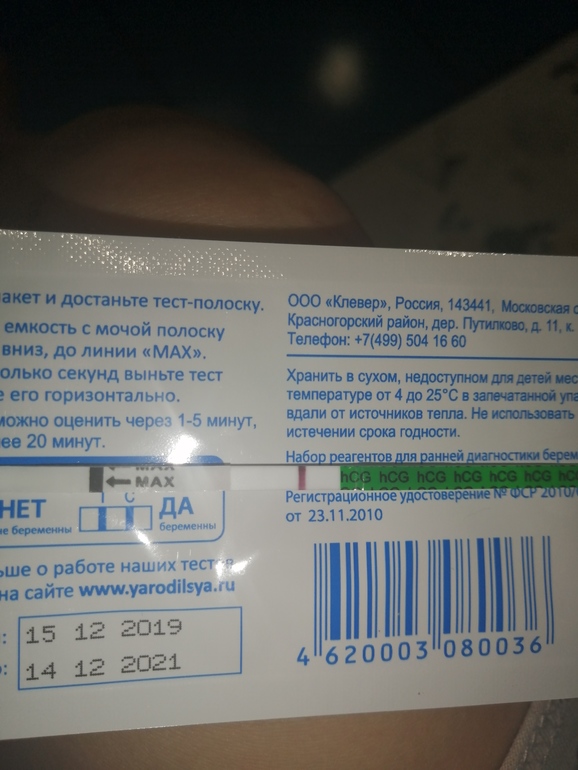 акет и достаньте тест-полоску.
емкость с мочой полоску
вниз, до линии «MAX».
олько секунд выньте тест
е его горизонтально.
можно оценить через 1-5 минут,
ее 20 минут.
MAX
MAX
НЕТ
не беременны
C
ДА
беременны
ьше о работе наших тестов
на сайте www.yarodilsya.ru
15 12 2019
14 12 2021
ООО «Клевер», Россия, 143441, Московская о
Красногорский район, дер. Путилково, д. 11, к.
Телефон: +7(499) 504 16 60
Хранить в сухом, недоступном для детей мес
температуре от 4 до 25°C в запечатанной упа
вдали от источников тепла. Не использовать
истечении срока годности.
Набор реагентов для ранней диагностики берем
hCG hCG hCG hCG hCG hCG hC
Регистрационное удостоверение № ФСР 2010/
от 23.11.2010
4 620003 080036